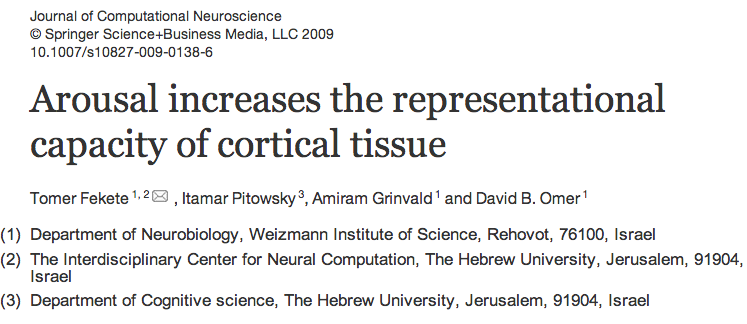 Journal of Computational Neuroscience
© Springer Science+Business Media, LLC 2009
10.1007/s10827-009-0138-6
Arousal increases the representational
capacity of cortical tissue
Tomer Fekete 1, 2 , Itamar Pitowsky 3, Amiram Grinvald 1 and David B. Omer 1
(1) Department of Neurobiology, Weizmann Institute of Science, Rehovot, 76100, Israel
(2) The Interdisciplinary Center for Neural Computation, The Hebrew University, Jerusalem, 91904,
Israel
(3) Department of Cognitive science, The Hebrew University, Jerusalem, 91904, Israel